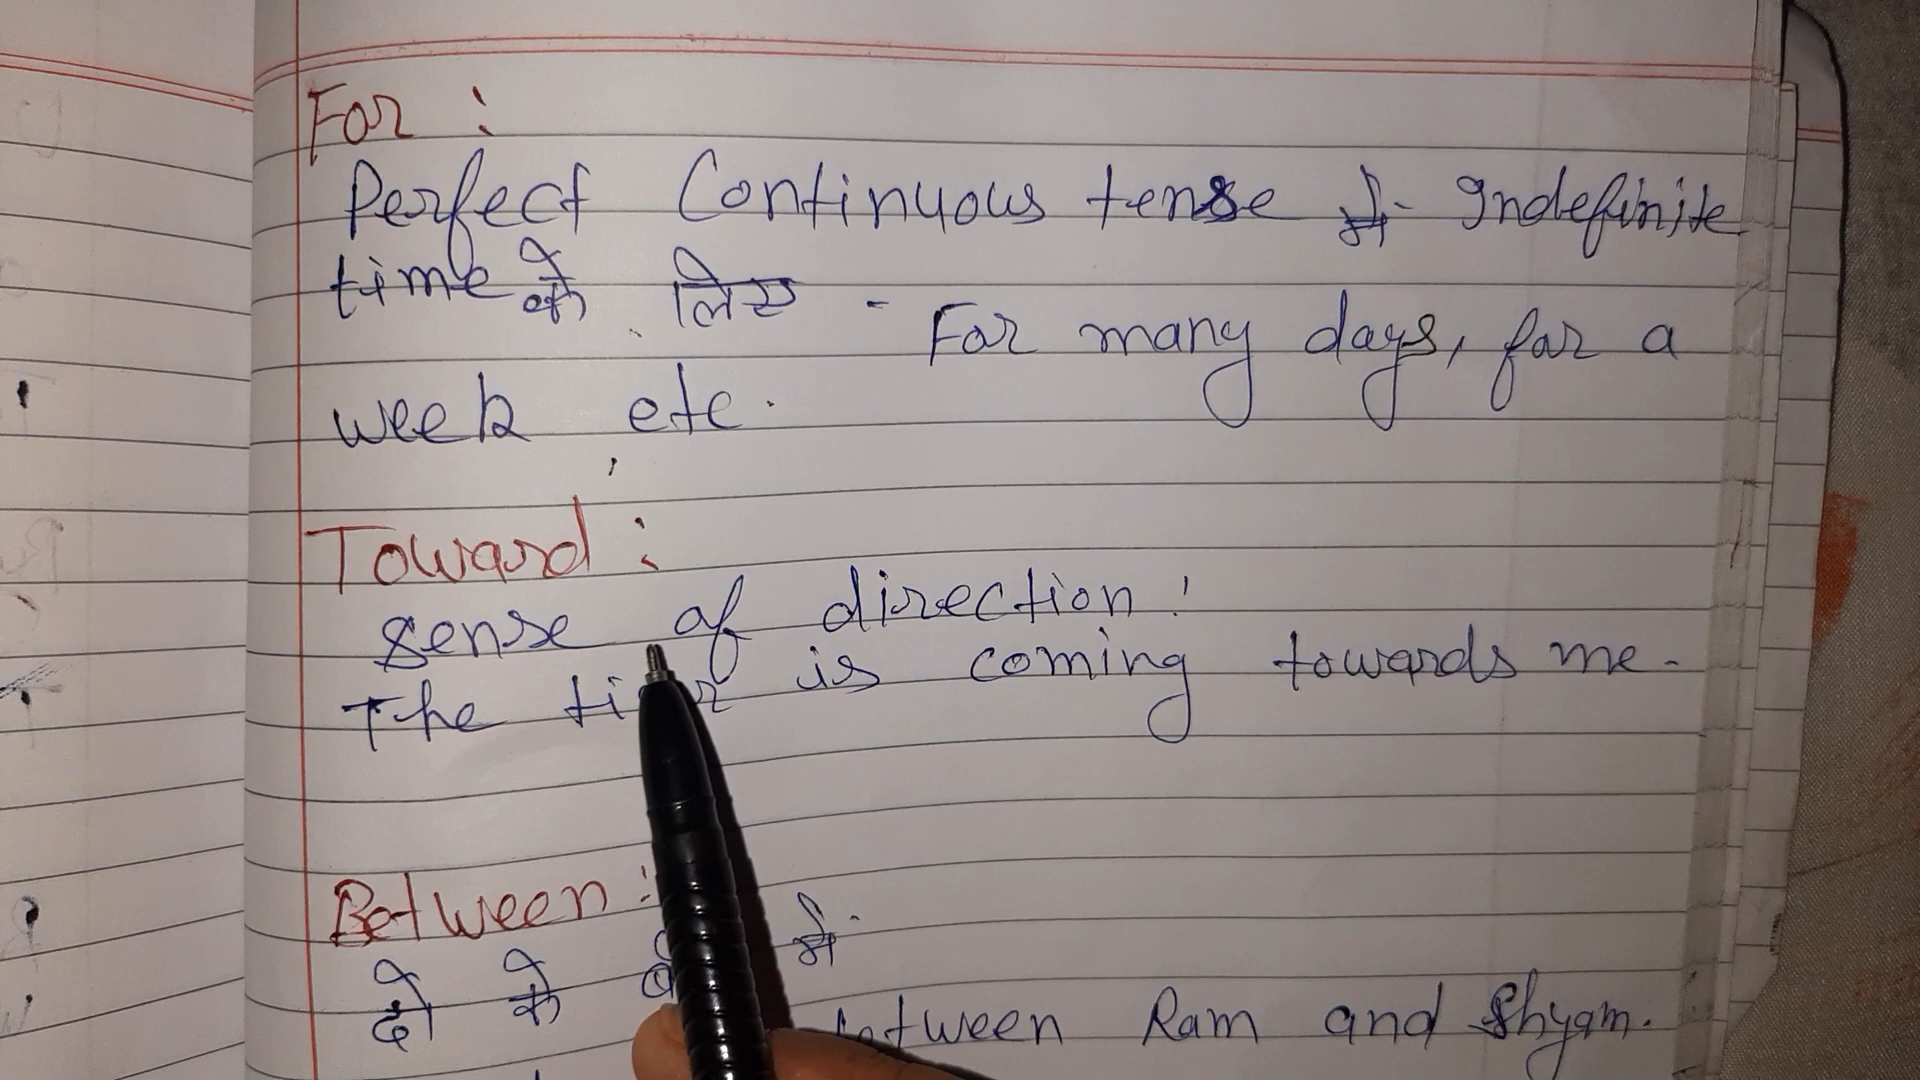 For :
Perfect Continuous tense में Indefinite
time के लिए - For many days, for a
week etc.
Toward :
sense of direction !
The is coming towards me.
Between :
दो के में
between Ram and Shyam.